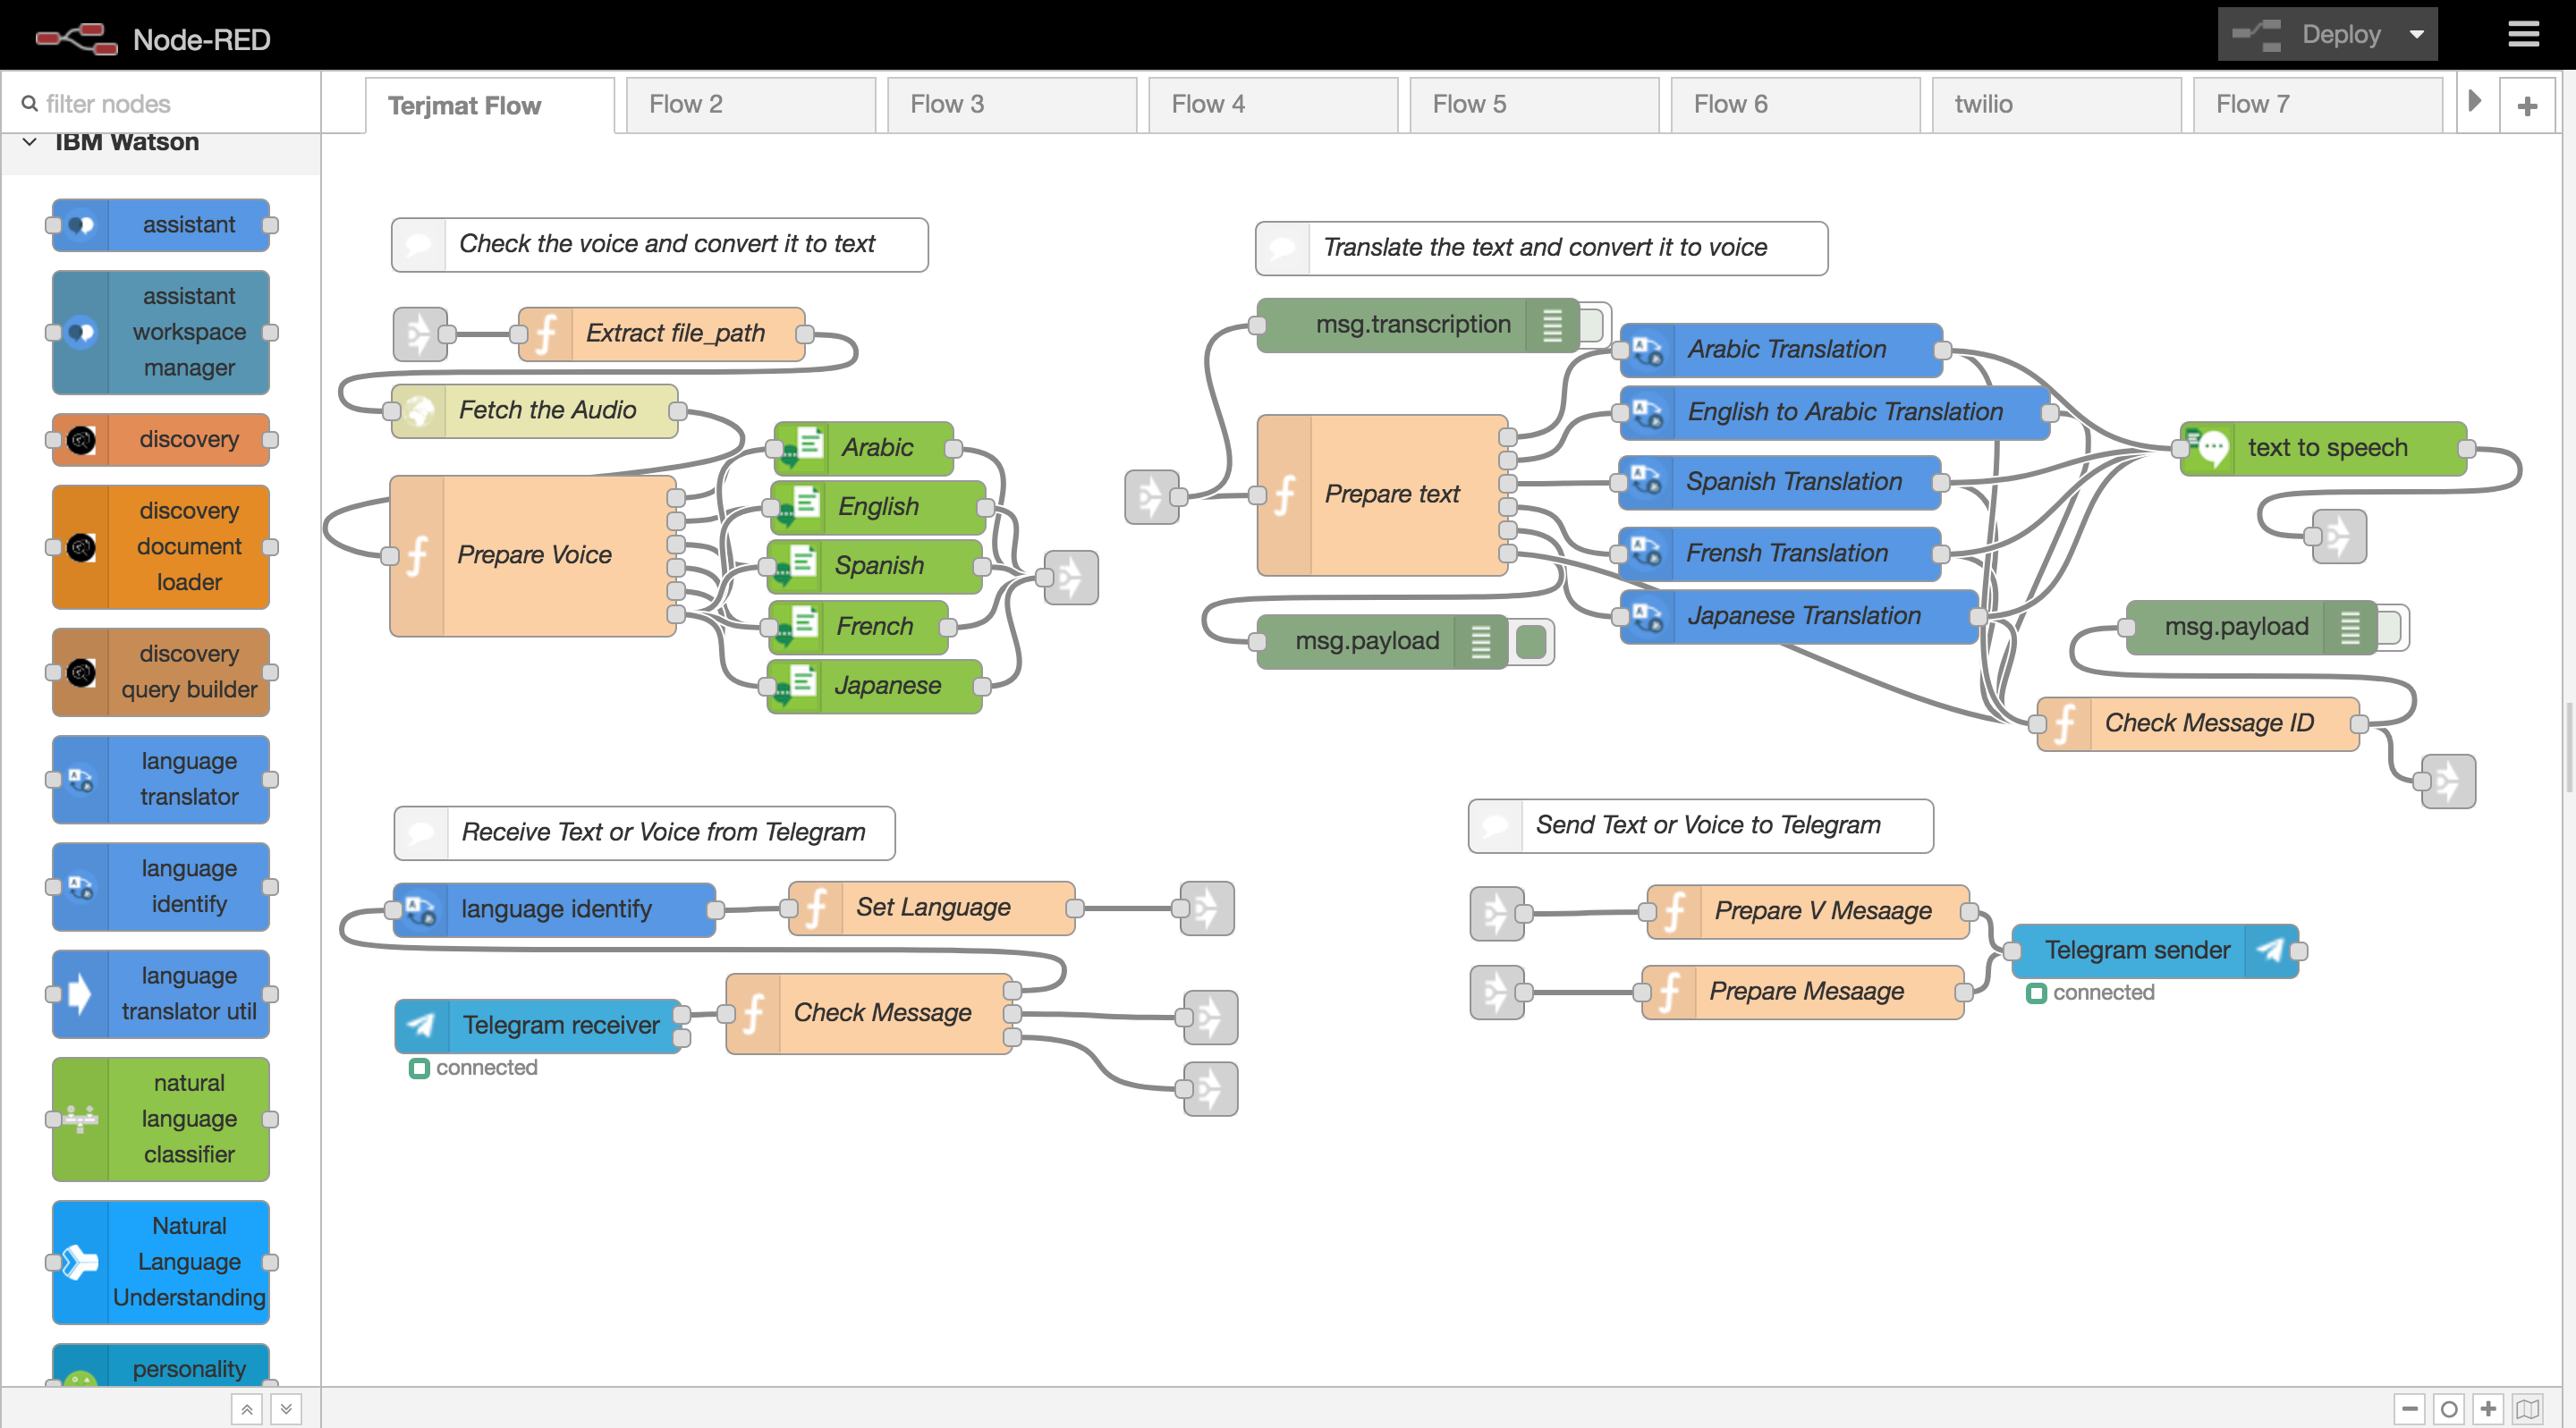 Node-RED
Deploy
filter nodes
Terjmat Flow
Flow 2
Flow 3
Flow 4
Flow 5
Flow 6
twilio
Flow 7
IBM Watson
assistant
assistant
workspace
manager
discovery
discovery
document
loader
discovery
query builder
language
translator
language
identify
language
translator util
natural
language
classifier
Natural
Language
Understanding
personality
Check the voice and convert it to text
Extract file_path
Fetch the Audio
Prepare Voice
Arabic
English
Spanish
French
Japanese
Translate the text and convert it to voice
msg.transcription
Prepare text
msg.payload
Arabic Translation
English to Arabic Translation
Spanish Translation
Frensh Translation
Japanese Translation
text to speech
msg.payload
Check Message ID
Receive Text or Voice from Telegram
language identify
Set Language
Telegram receiver
connected
Check Message
Send Text or Voice to Telegram
Prepare V Mesaage
Prepare Mesaage
Telegram sender
connected